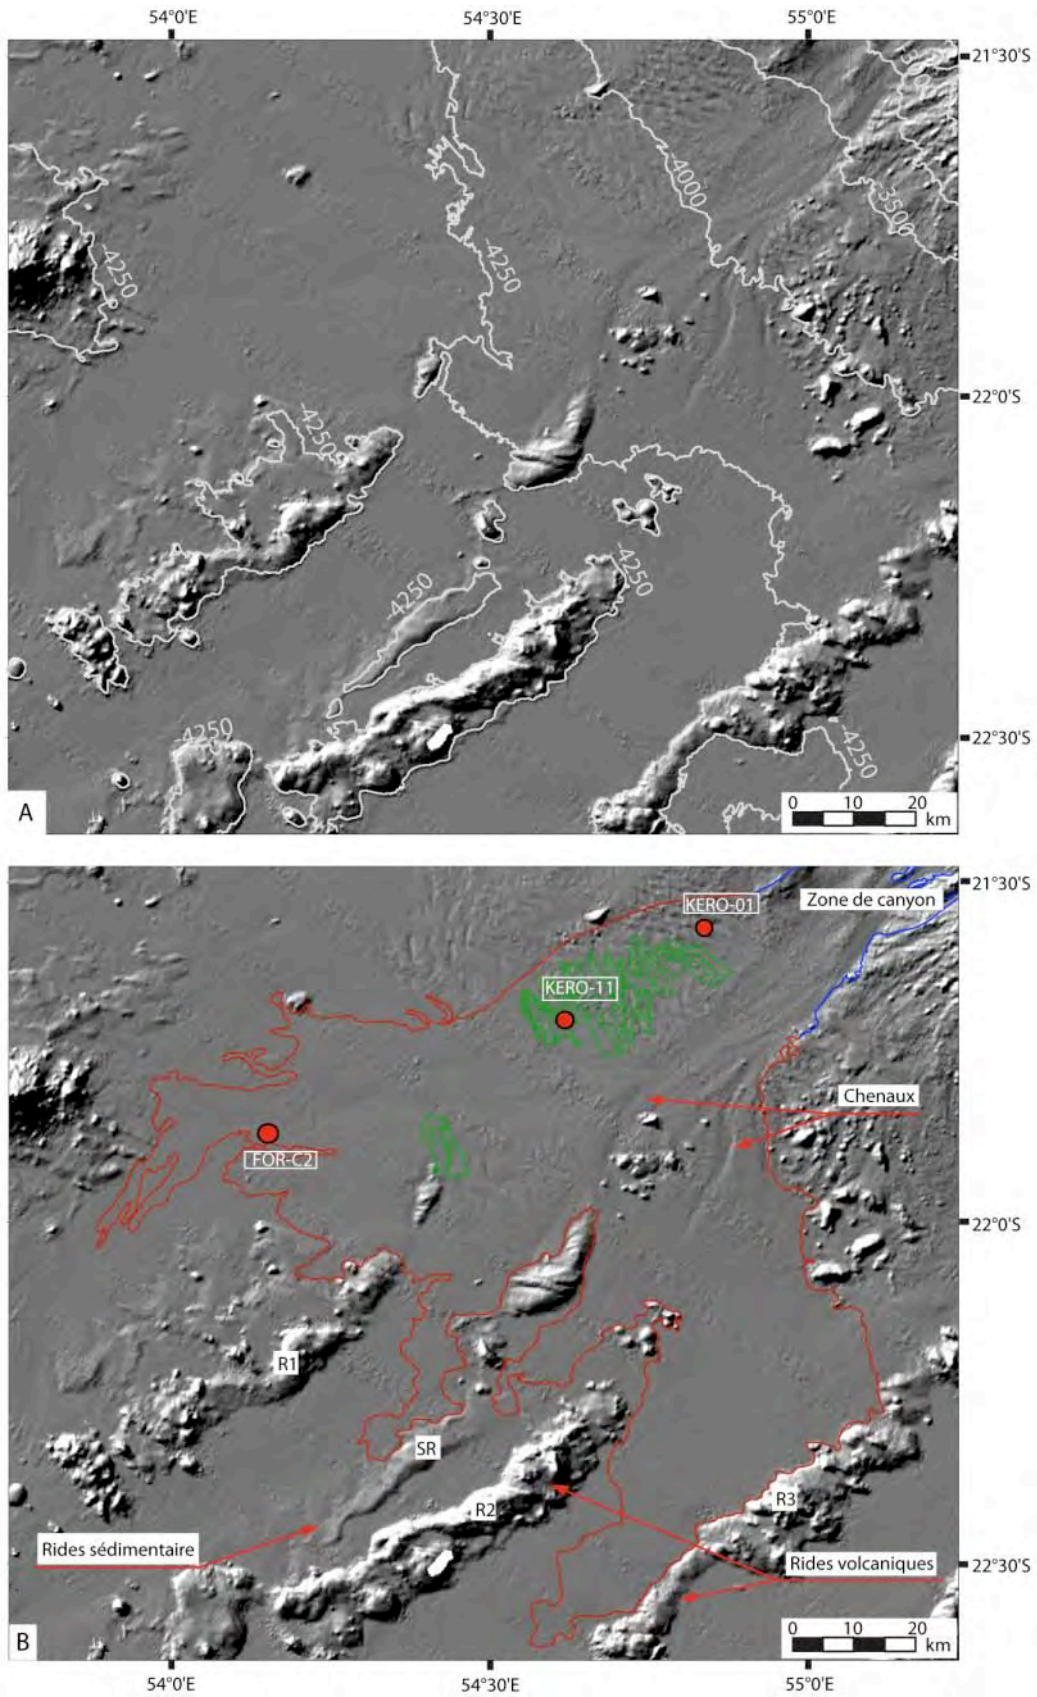 54°0'E 54°30'E 55°0'E
21°30'S
-4000
3500
-4250
-4250
22°0'S
-4250
-4250
-4250
-4250
22°30'S
-4250
A
0 10 20
km
21°30'S
KERO-01
Zone de canyon
KERO-11
Chenaux
FOR-C2
22°0'S
R1
SR
R3
R2
Rides sédimentaire
Rides volcaniques
22°30'S
B
0 10 20
km
54°0'E 54°30'E 55°0'E